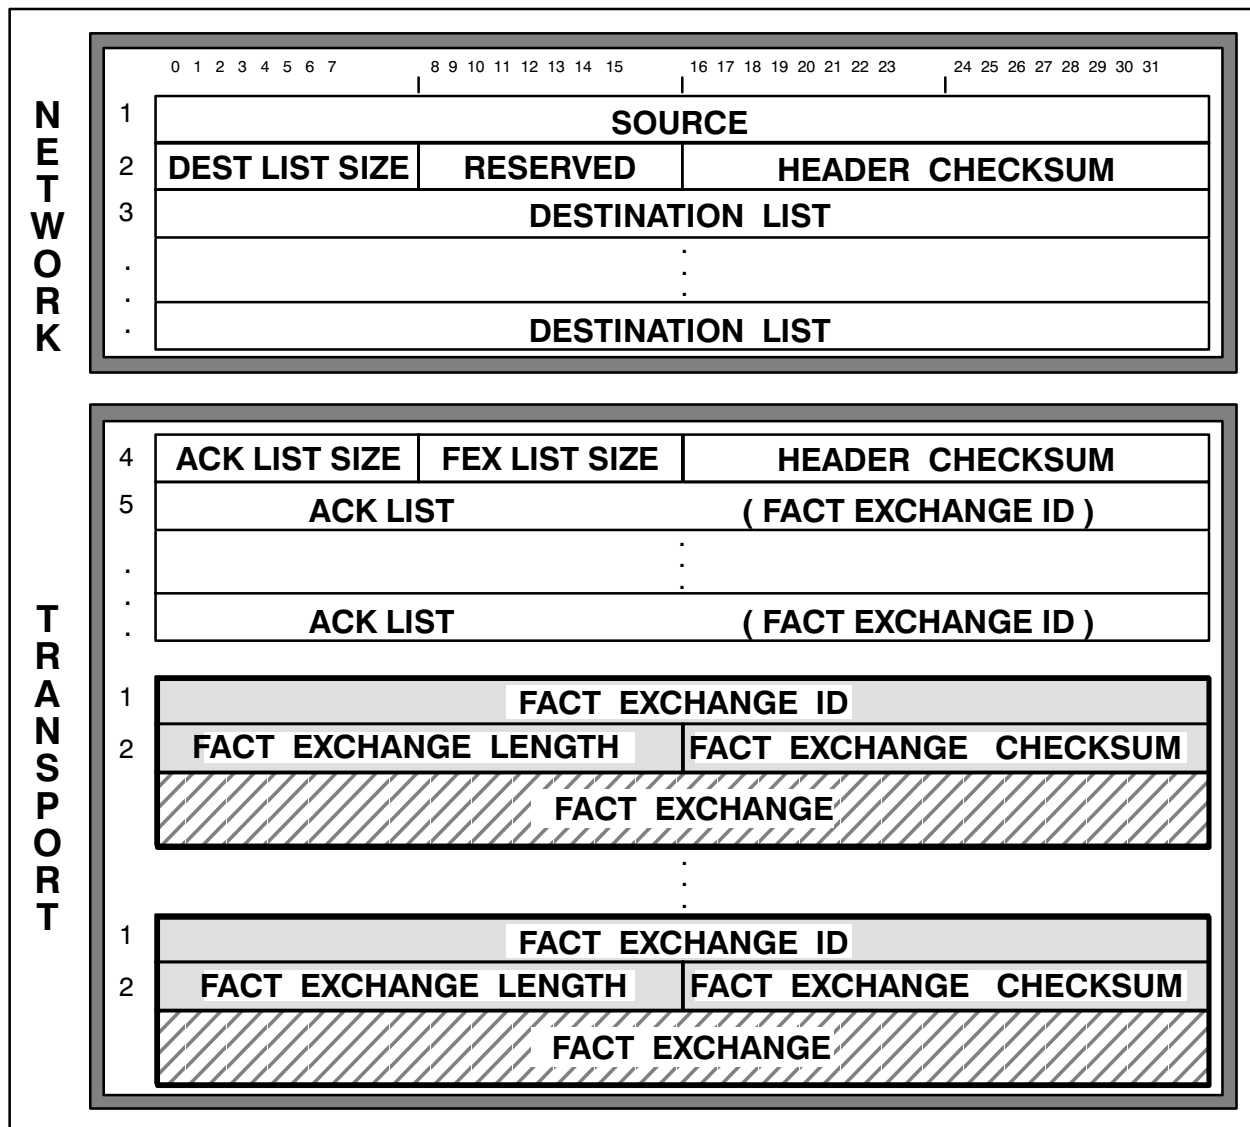 NETWORK
0 1 2 3 4 5 6 7 8 9 10 11 12 13 14 15 16 17 18 19 20 21 22 23 24 25 26 27 28 29 30 31
1 SOURCE
2 DEST LIST SIZE RESERVED HEADER CHECKSUM
3 DESTINATION LIST
. .
. .
. .
DESTINATION LIST
TRANSPORT
4 ACK LIST SIZE FEX LIST SIZE HEADER CHECKSUM
5 ACK LIST ( FACT EXCHANGE ID )
. .
. .
. .
ACK LIST ( FACT EXCHANGE ID )
1 FACT EXCHANGE ID
2 FACT EXCHANGE LENGTH FACT EXCHANGE CHECKSUM
FACT EXCHANGE
.
.
.
1 FACT EXCHANGE ID
2 FACT EXCHANGE LENGTH FACT EXCHANGE CHECKSUM
FACT EXCHANGE